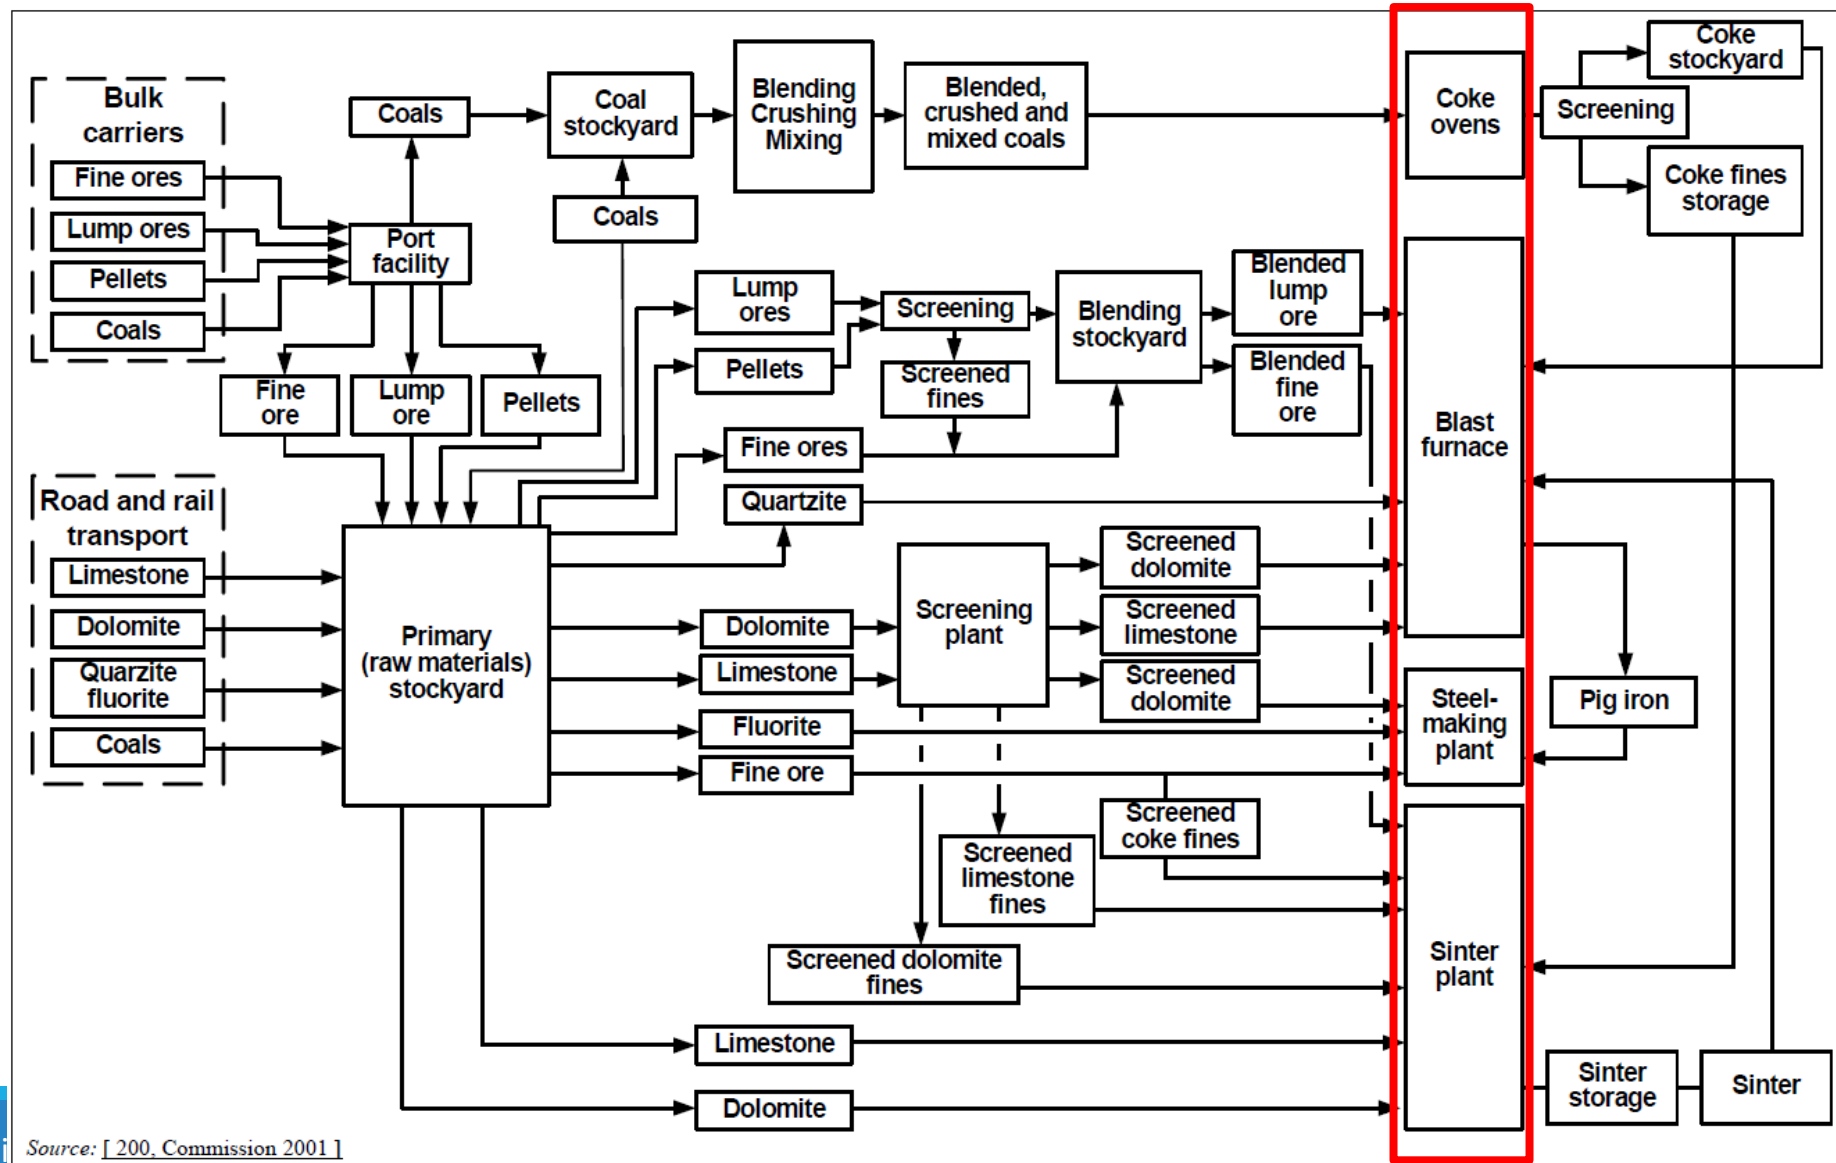 Bulk
carriers
Fine ores
Lump ores
Pellets
Coals
Road and rail
transport
Limestone
Dolomite
Quarzite
fluorite
Coals
Coals
Port
facility
Fine
ore
Lump
ore
Pellets
Primary
(raw materials)
stockyard
Coal
stockyard
Coals
Blending
Crushing
Mixing
Blended,
crushed and
mixed coals
Lump
ores
Pellets
Screening
Screened
fines
Blending
stockyard
Blended
lump
ore
Blended
fine
ore
Fine ores
Quartzite
Dolomite
Limestone
Fluorite
Fine ore
Screening
plant
Screened
dolomite
Screened
limestone
Screened
dolomite
Screened
coke fines
Screened
limestone
fines
Screened dolomite
fines
Limestone
Dolomite
Coke
ovens
Blast
furnace
Steel-
making
plant
Sinter
plant
Screening
Coke
stockyard
Coke fines
storage
Pig iron
Sinter
storage
Sinter
Source: [ 200, Commission 2001 ]